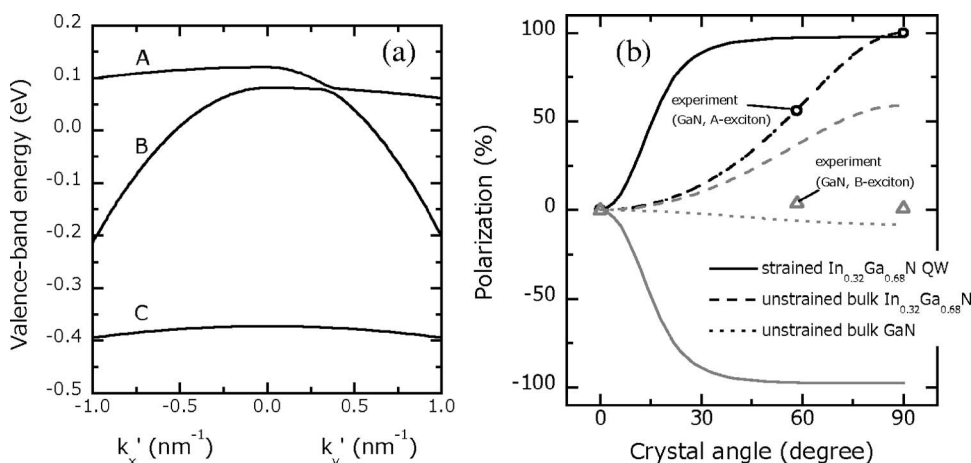 (a)
Valence-band energy (eV)
0.2
0.1
0.0
-0.1
-0.2
-0.3
-0.4
-0.5
A
B
C
-1.0 -0.5 0.0 0.5 1.0
kx' (nm-1) ky' (nm-1)
(b)
Polarization (%)
100
50
0
-50
-100
experiment
(GaN, A-exciton)
experiment
(GaN, B-exciton)
strained In0.32Ga0.68N QW
unstrained bulk In0.32Ga0.68N
unstrained bulk GaN
0 30 60 90
Crystal angle (degree)